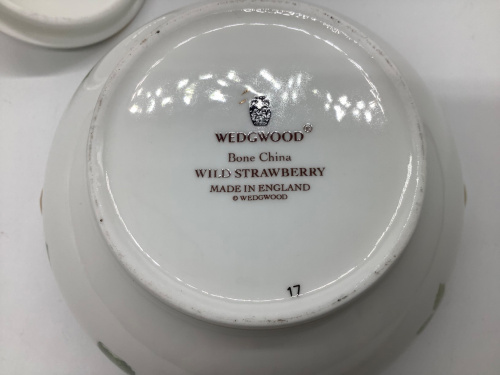 WEDGWOOD®
Bone China
WILD STRAWBERRY
MADE IN ENGLAND
© WEDGWOOD
17